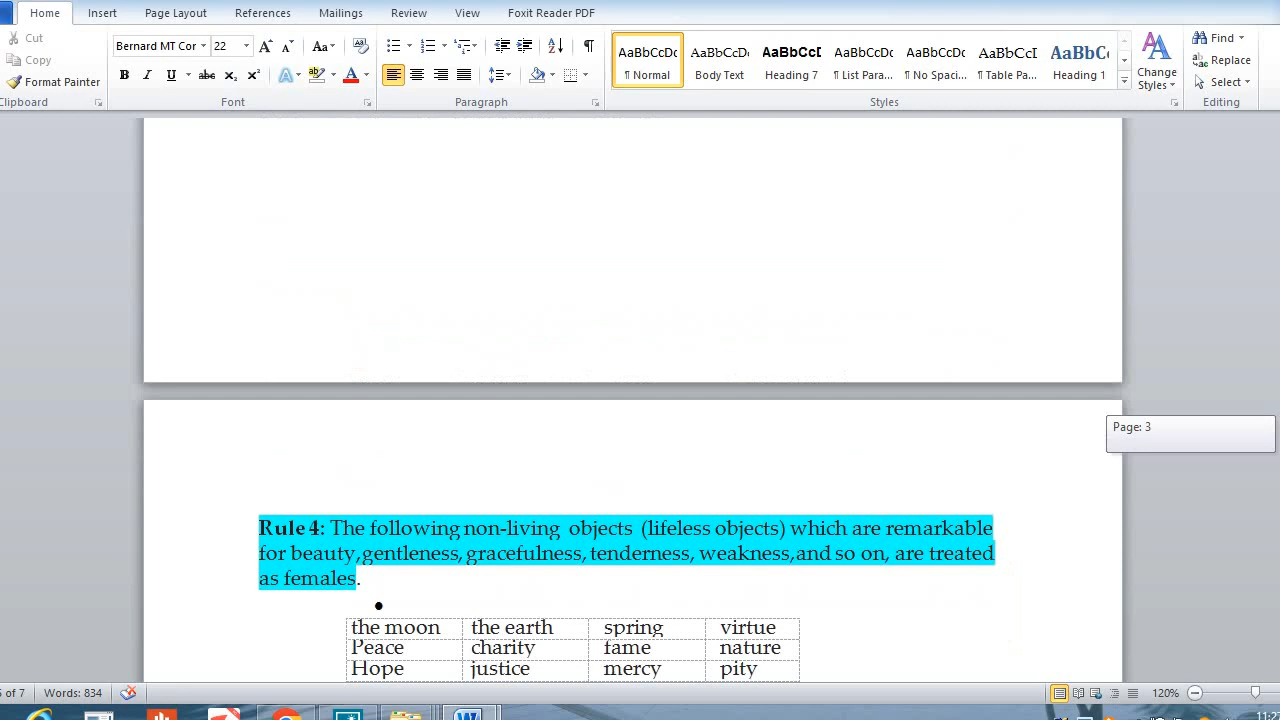 Home Insert Page Layout References Mailings Review View Foxit Reader PDF
Cut
Copy
Format Painter
Clipboard
Bernard MT Cor 22
Font
Paragraph
AaBbCcDc AaBbCcDc AaBbCcD AaBbCcDc AaBbCcDc AaBbCcI AaBbCc
¶ Normal Body Text Heading 7 ¶ List Para... ¶ No Spaci... ¶ Table Pa... Heading 1
Styles
Change
Styles
Find
Replace
Select
Editing
Page: 3
Rule 4: The following non-living objects (lifeless objects) which are remarkable
for beauty,gentleness, gracefulness, tenderness, weakness,and so on, are treated
as females.
the moon the earth spring virtue
Peace charity fame nature
Hope justice mercy pity
of 7 Words: 834 120%